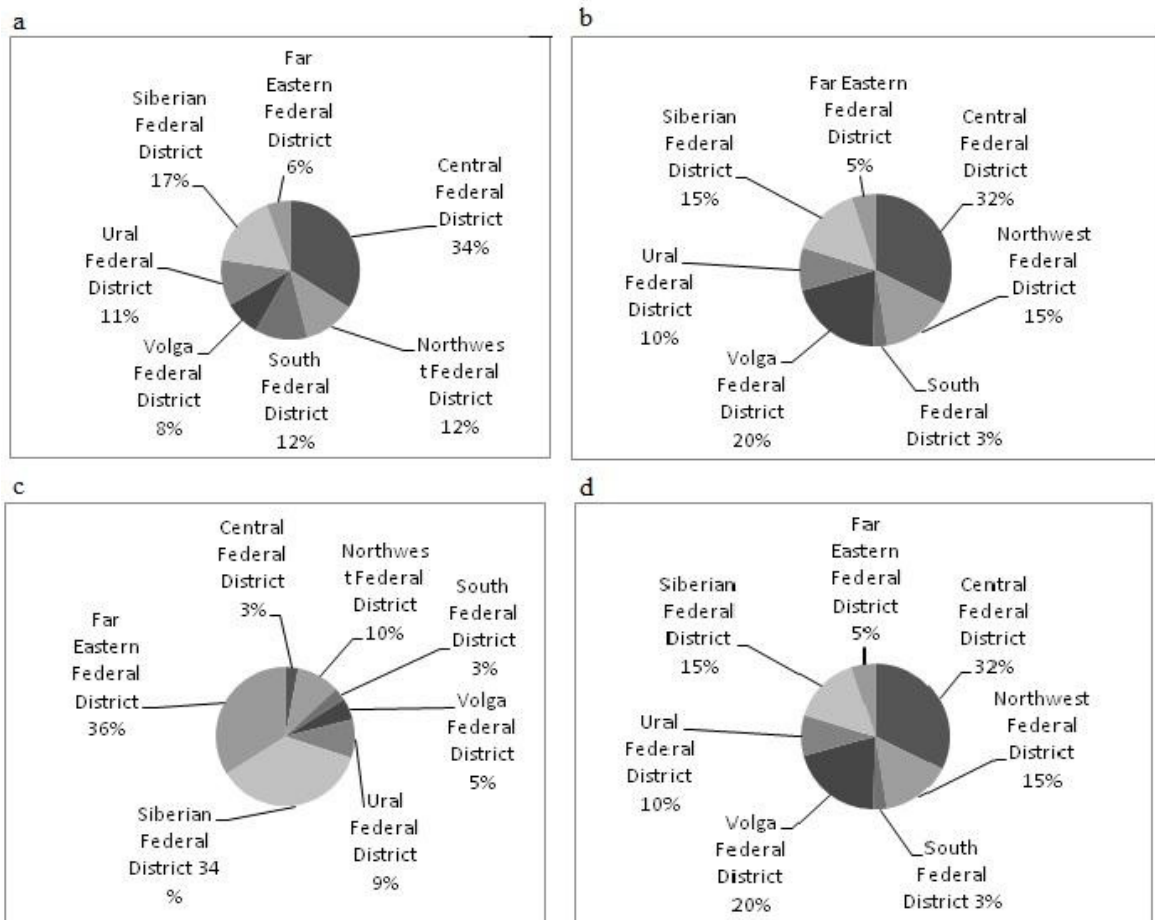 a
Far
Eastern
Federal
District
6%
Siberian
Federal
District
17%
Central
Federal
District
34%
Ural
Federal
District
11%
Volga
Federal
District
8%
South
Federal
District
12%
Northwes
t Federal
District
12%
b
Far Eastern
Federal
District
5%
Siberian
Federal
District
15%
Central
Federal
District
32%
Northwest
Federal
District
15%
Ural
Federal
District
10%
Volga
Federal
District
20%
South
Federal
District 3%
c
Central
Federal
District
3%
Northwes
t Federal
District
10%
South
Federal
District
3%
Far
Eastern
Federal
District
36%
Volga
Federal
District
5%
Siberian
Federal
District 34
%
Ural
Federal
District
9%
d
Far
Eastern
Federal
District
5%
Siberian
Federal
District
15%
Central
Federal
District
32%
Northwest
Federal
District
15%
Ural
Federal
District
10%
Volga
Federal
District
20%
South
Federal
District 3%